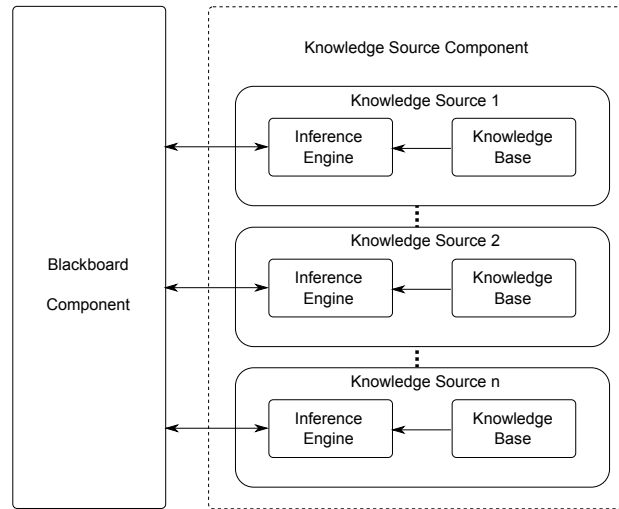 Knowledge Source Component
Knowledge Source 1
Inference
Engine
Knowledge
Base
Knowledge Source 2
Blackboard
Component
Inference
Engine
Knowledge
Base
Knowledge Source n
Inference
Engine
Knowledge
Base